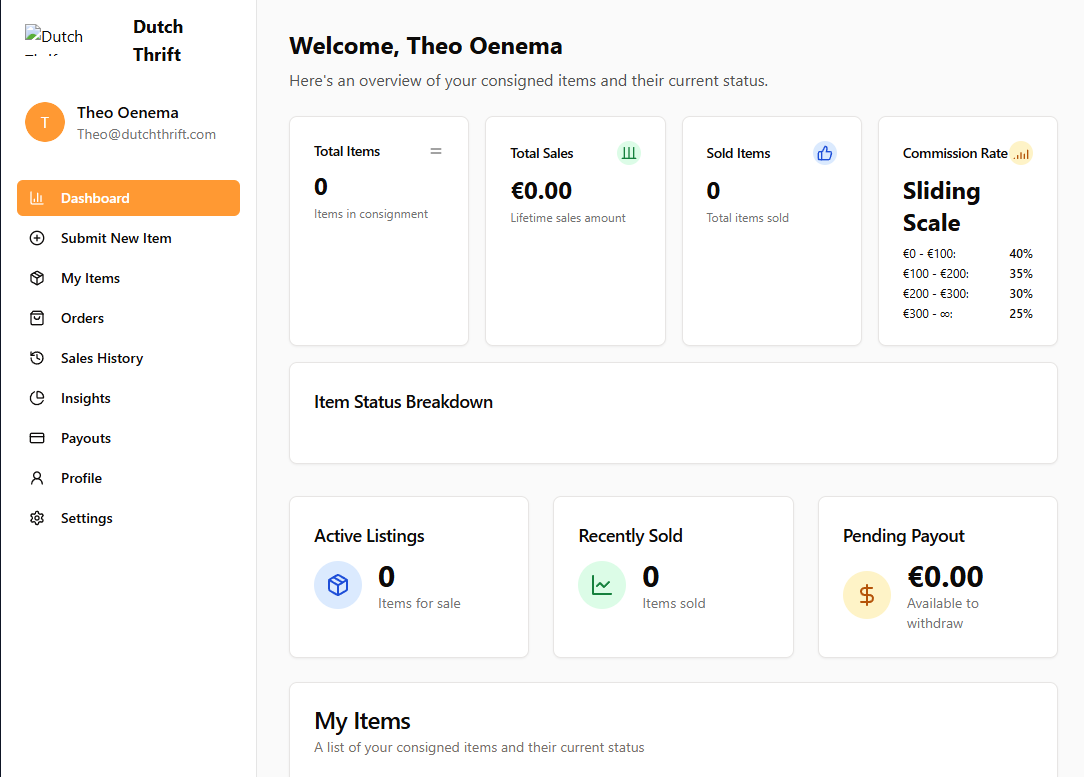 Dutch
Thrift
Dutch
Thrift
T
Theo Oenema
Theo@dutchthrift.com
Dashboard
Submit New Item
My Items
Orders
Sales History
Insights
Payouts
Profile
Settings
Welcome, Theo Oenema
Here's an overview of your consigned items and their current status.
Total Items
0
Items in consignment
Total Sales
€0.00
Lifetime sales amount
Sold Items
0
Total items sold
Commission Rate
Sliding
Scale
€0 - €100: 40%
€100 - €200: 35%
€200 - €300: 30%
€300 - ∞: 25%
Item Status Breakdown
Active Listings
0
Items for sale
Recently Sold
0
Items sold
Pending Payout
$
€0.00
Available to
withdraw
My Items
A list of your consigned items and their current status